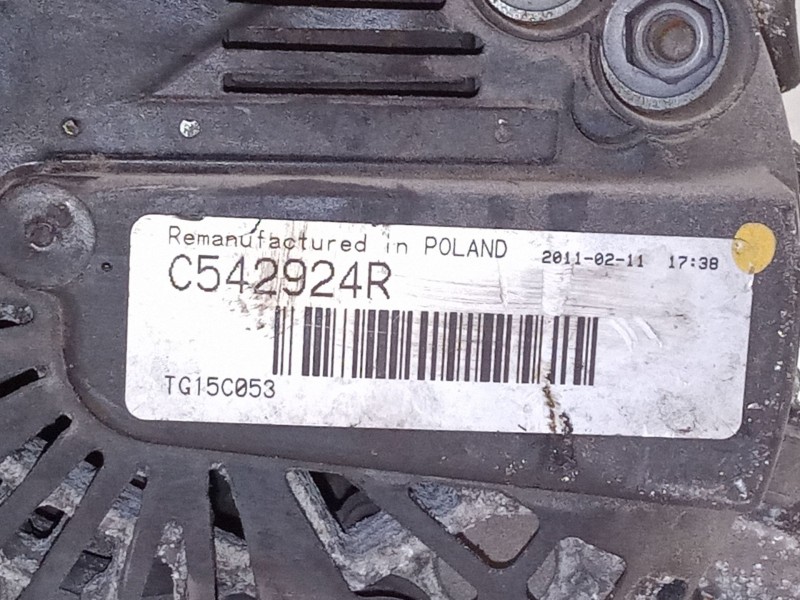 Remanufactured in POLAND 2011-02-11 17:38
C542924R
TG15C053